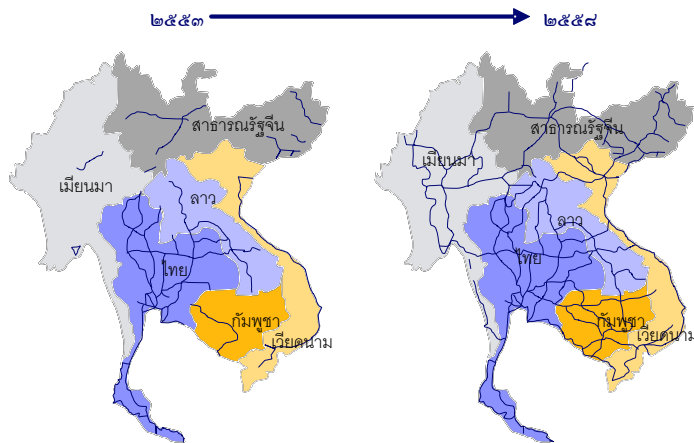 ๒๕๕๓ ๒๕๕๘
สาธารณรัฐจีน
เมียนมา
ลาว
ไทย
กัมพูชา
เวียดนาม
สาธารณรัฐจีน
เมียนมา
ลาว
ไทย
กัมพูชา
เวียดนาม